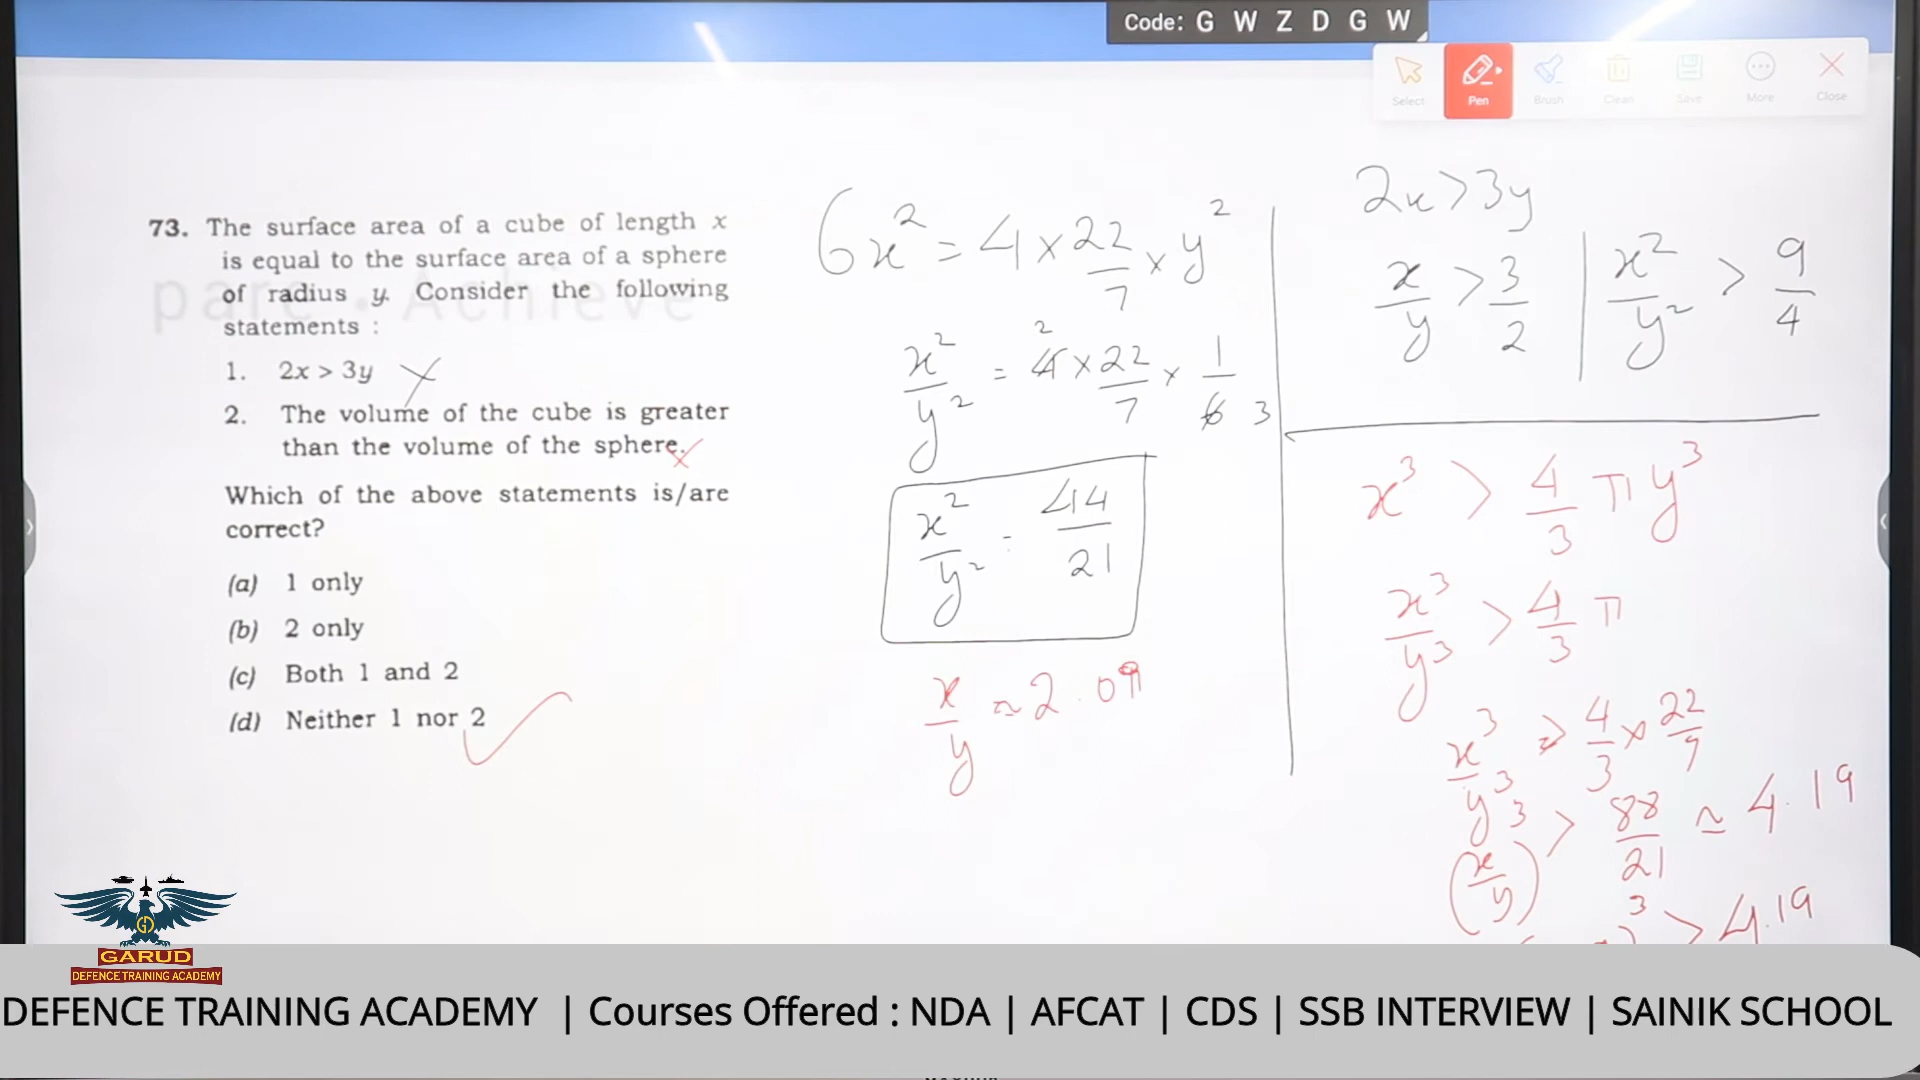 Code: G W Z D G W
Select Pen Brush Clean Save More Close
73. The surface area of a cube of length x
is equal to the surface area of a sphere
of radius y. Consider the following
statements :
1. 2x > 3y
2. The volume of the cube is greater
than the volume of the sphere.
Which of the above statements is/are
correct?
(a) 1 only
(b) 2 only
(c) Both 1 and 2
(d) Neither 1 nor 2
6x² = 4 × 22/7 × y²
x²/y² = 4 2 × 22/7 × 1/6 3
x²/y² = 44/21
x/y ≈ 2.09
2x > 3y
x/y > 3/2 | x²/y² > 9/4
x³ > 4/3 π y³
x³/y³ > 4/3 π
x³/y³ > 4/3 × 22/7
(x/y)³ > 88/21 ≃ 4.19
³ > 4.19
GARUD
DEFENCE TRAINING ACADEMY
DEFENCE TRAINING ACADEMY | Courses Offered : NDA | AFCAT | CDS | SSB INTERVIEW | SAINIK SCHOOL